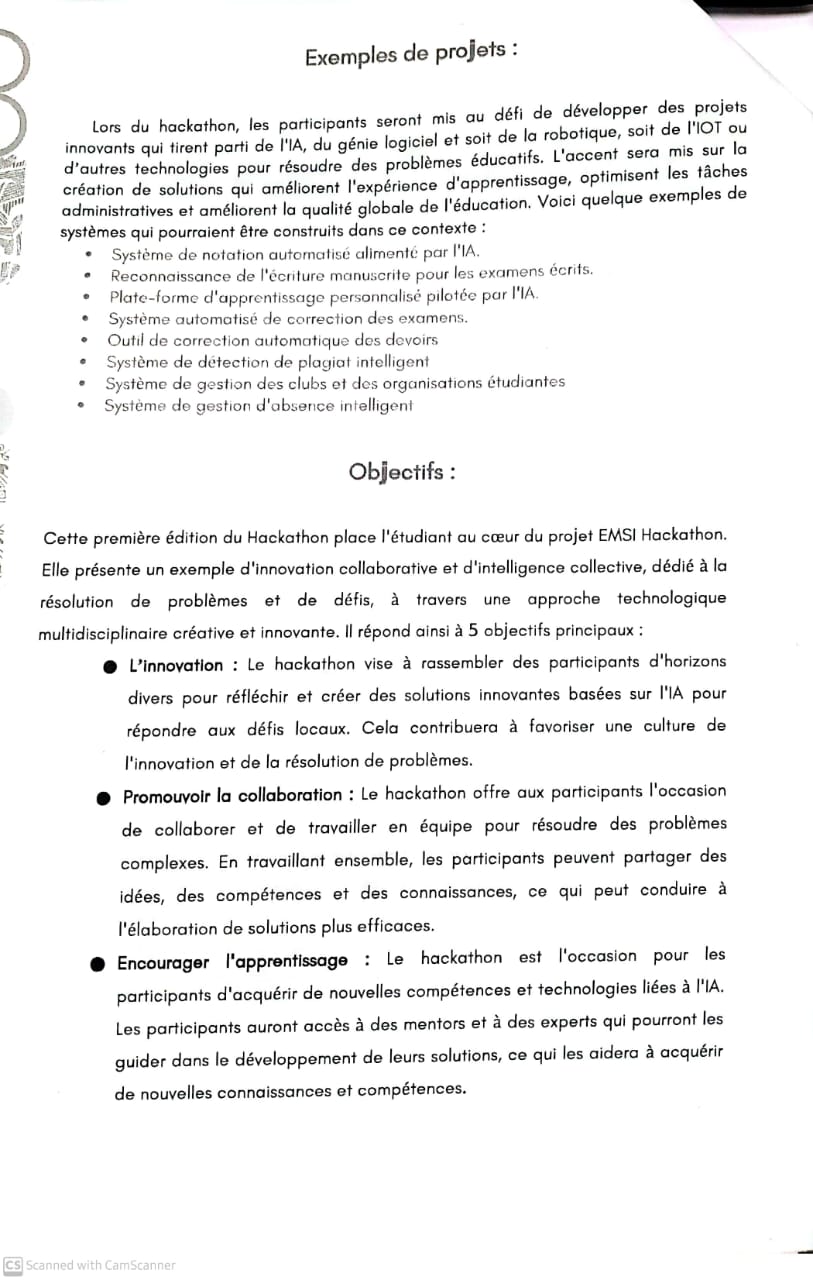 Exemples de projets :
Lors du hackathon, les participants seront mis au défi de développer des projets
innovants qui tirent parti de l'IA, du génie logiciel et soit de la robotique, soit de l'IOT ou
d'autres technologies pour résoudre des problèmes éducatifs. L'accent sera mis sur la
création de solutions qui améliorent l'expérience d'apprentissage, optimisent les tâches
administratives et améliorent la qualité globale de l'éducation. Voici quelque exemples de
systèmes qui pourraient être construits dans ce contexte :
• Système de notation automatisé alimenté par l'IA.
• Reconnaissance de l'écriture manuscrite pour les examens écrits.
• Plate-forme d'apprentissage personnalisé pilotée par l'IA.
• Système automatisé de correction des examens.
• Outil de correction automatique des devoirs
• Système de détection de plagiat intelligent
• Système de gestion des clubs et des organisations étudiantes
• Système de gestion d'absence intelligent
Objectifs :
Cette première édition du Hackathon place l'étudiant au cœur du projet EMSI Hackathon.
Elle présente un exemple d'innovation collaborative et d'intelligence collective, dédié à la
résolution de problèmes et de défis, à travers une approche technologique
multidisciplinaire créative et innovante. Il répond ainsi à 5 objectifs principaux :
● L'innovation : Le hackathon vise à rassembler des participants d'horizons
divers pour réfléchir et créer des solutions innovantes basées sur l'IA pour
répondre aux défis locaux. Cela contribuera à favoriser une culture de
l'innovation et de la résolution de problèmes.
● Promouvoir la collaboration : Le hackathon offre aux participants l'occasion
de collaborer et de travailler en équipe pour résoudre des problèmes
complexes. En travaillant ensemble, les participants peuvent partager des
idées, des compétences et des connaissances, ce qui peut conduire à
l'élaboration de solutions plus efficaces.
● Encourager l'apprentissage : Le hackathon est l'occasion pour les
participants d'acquérir de nouvelles compétences et technologies liées à l'IA.
Les participants auront accès à des mentors et à des experts qui pourront les
guider dans le développement de leurs solutions, ce qui les aidera à acquérir
de nouvelles connaissances et compétences.
CS Scanned with CamScanner